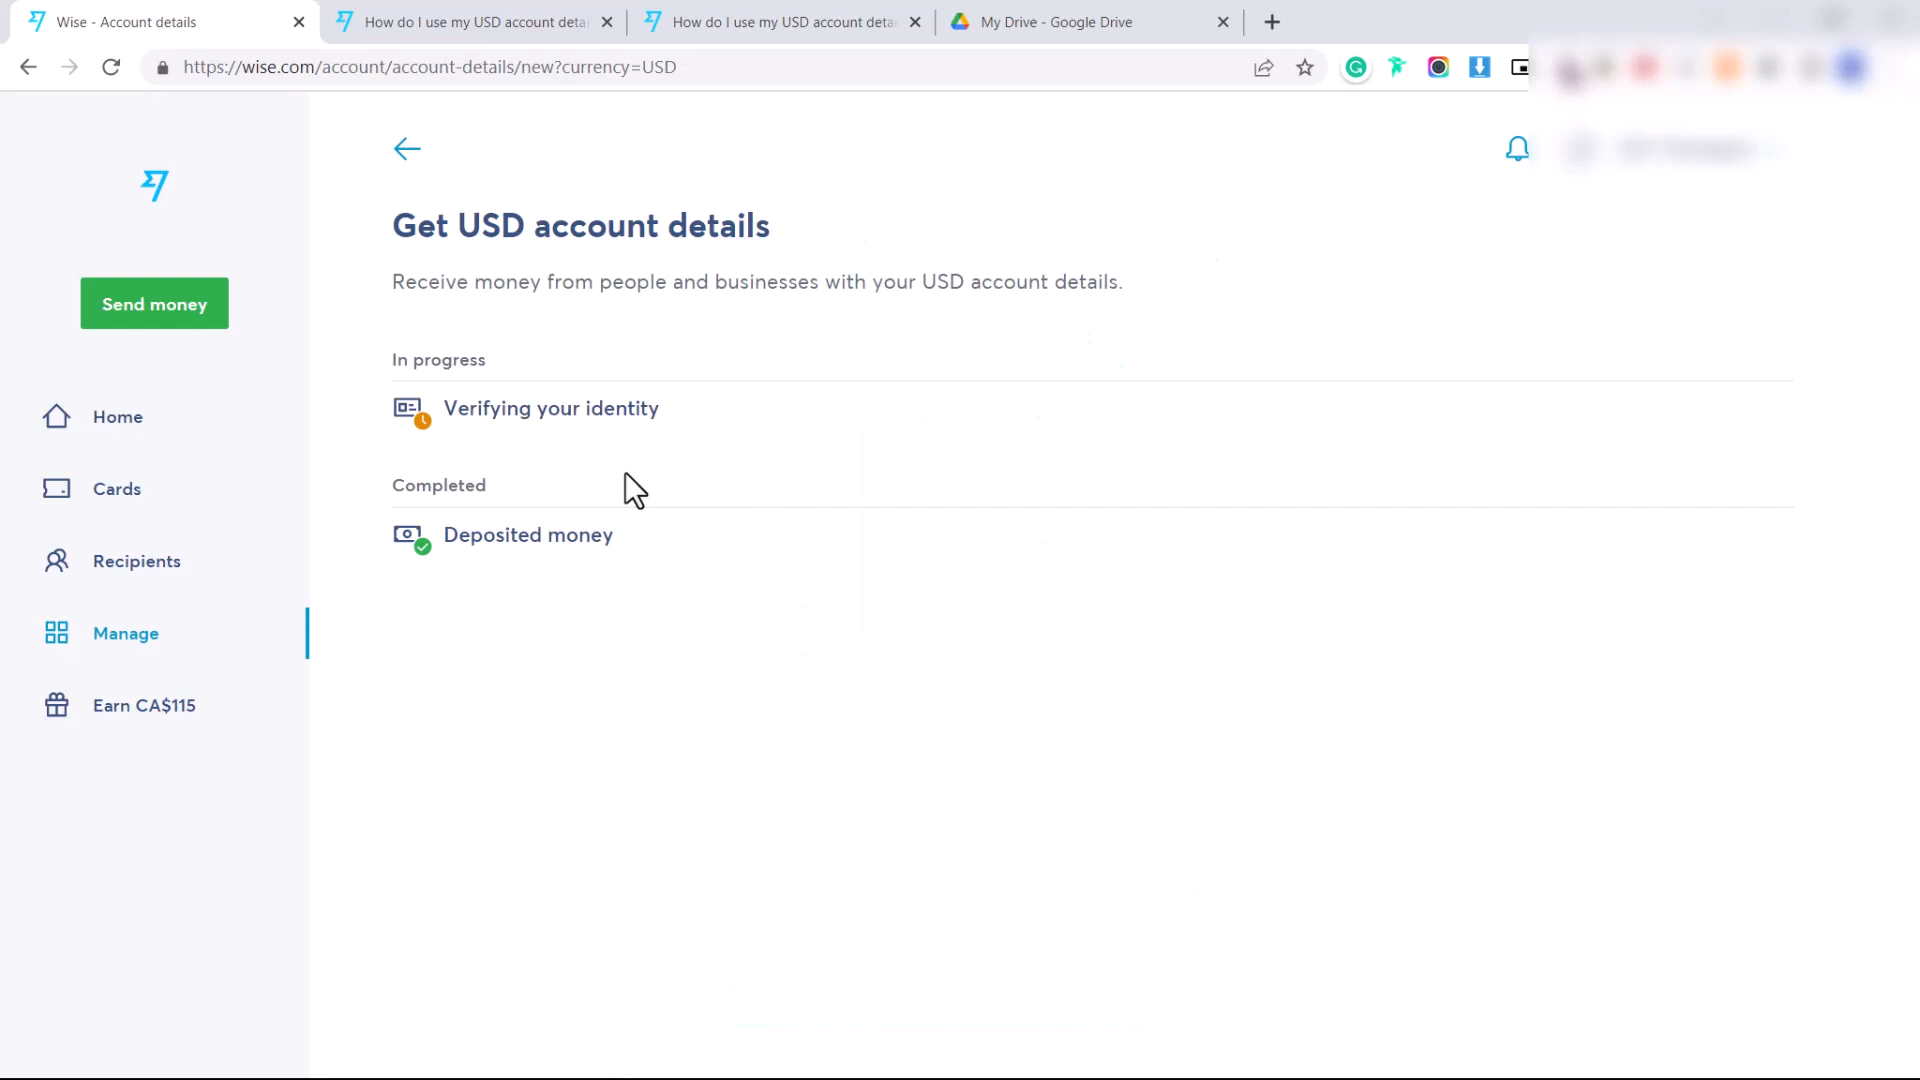 Wise - Account details
How do I use my USD account deta
How do I use my USD account deta
My Drive - Google Drive
https://wise.com/account/account-details/new?currency=USD
Send money
Home
Cards
Recipients
Manage
Earn CA$115
Get USD account details
Receive money from people and businesses with your USD account details.
In progress
Verifying your identity
Completed
Deposited money